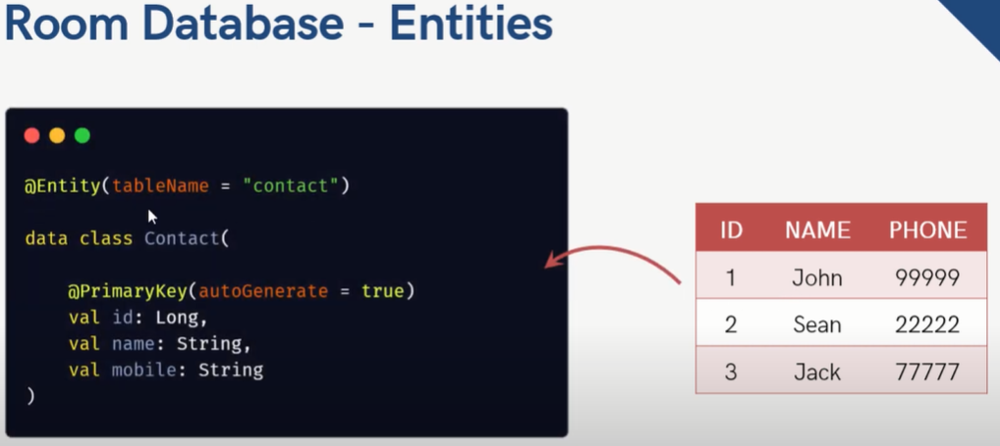 Room Database - Entities
@Entity(tableName = "contact")
data class Contact(
@PrimaryKey(autoGenerate = true)
val id: Long,
val name: String,
val mobile: String
)
ID NAME PHONE
1 John 99999
2 Sean 22222
3 Jack 77777